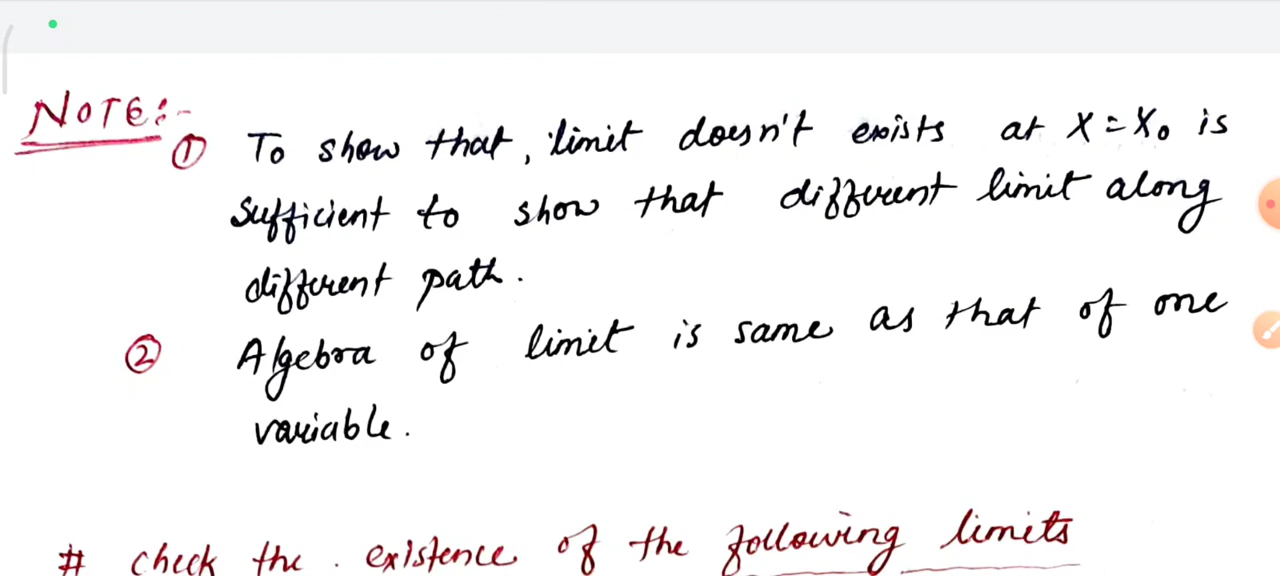 NOTE:-
① To show that, limit doesn't exists at X = X₀ is
sufficient to show that different limit along
different path.
② Algebra of limit is same as that of one
variable.
# check the existence of the following limits